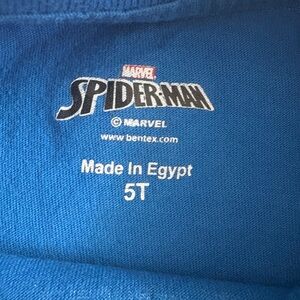 MARVEL
SPIDER-MAN
© MARVEL
www.bentex.com
Made In Egypt
5T